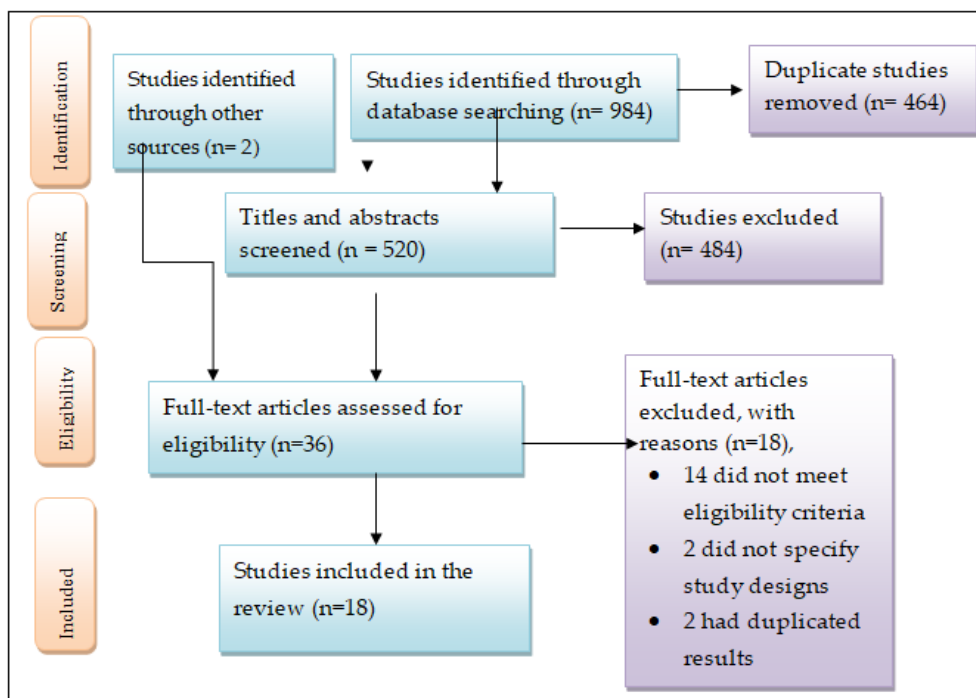 Identification
Studies identified
through other
sources (n= 2)
Studies identified through
database searching (n= 984)
Duplicate studies
removed (n= 464)
Screening
Titles and abstracts
screened (n = 520)
Studies excluded
(n= 484)
Eligibility
Full-text articles assessed for
eligibility (n=36)
Full-text articles
excluded, with
reasons (n=18),
• 14 did not meet
eligibility criteria
• 2 did not specify
study designs
• 2 had duplicated
results
Included
Studies included in the
review (n=18)